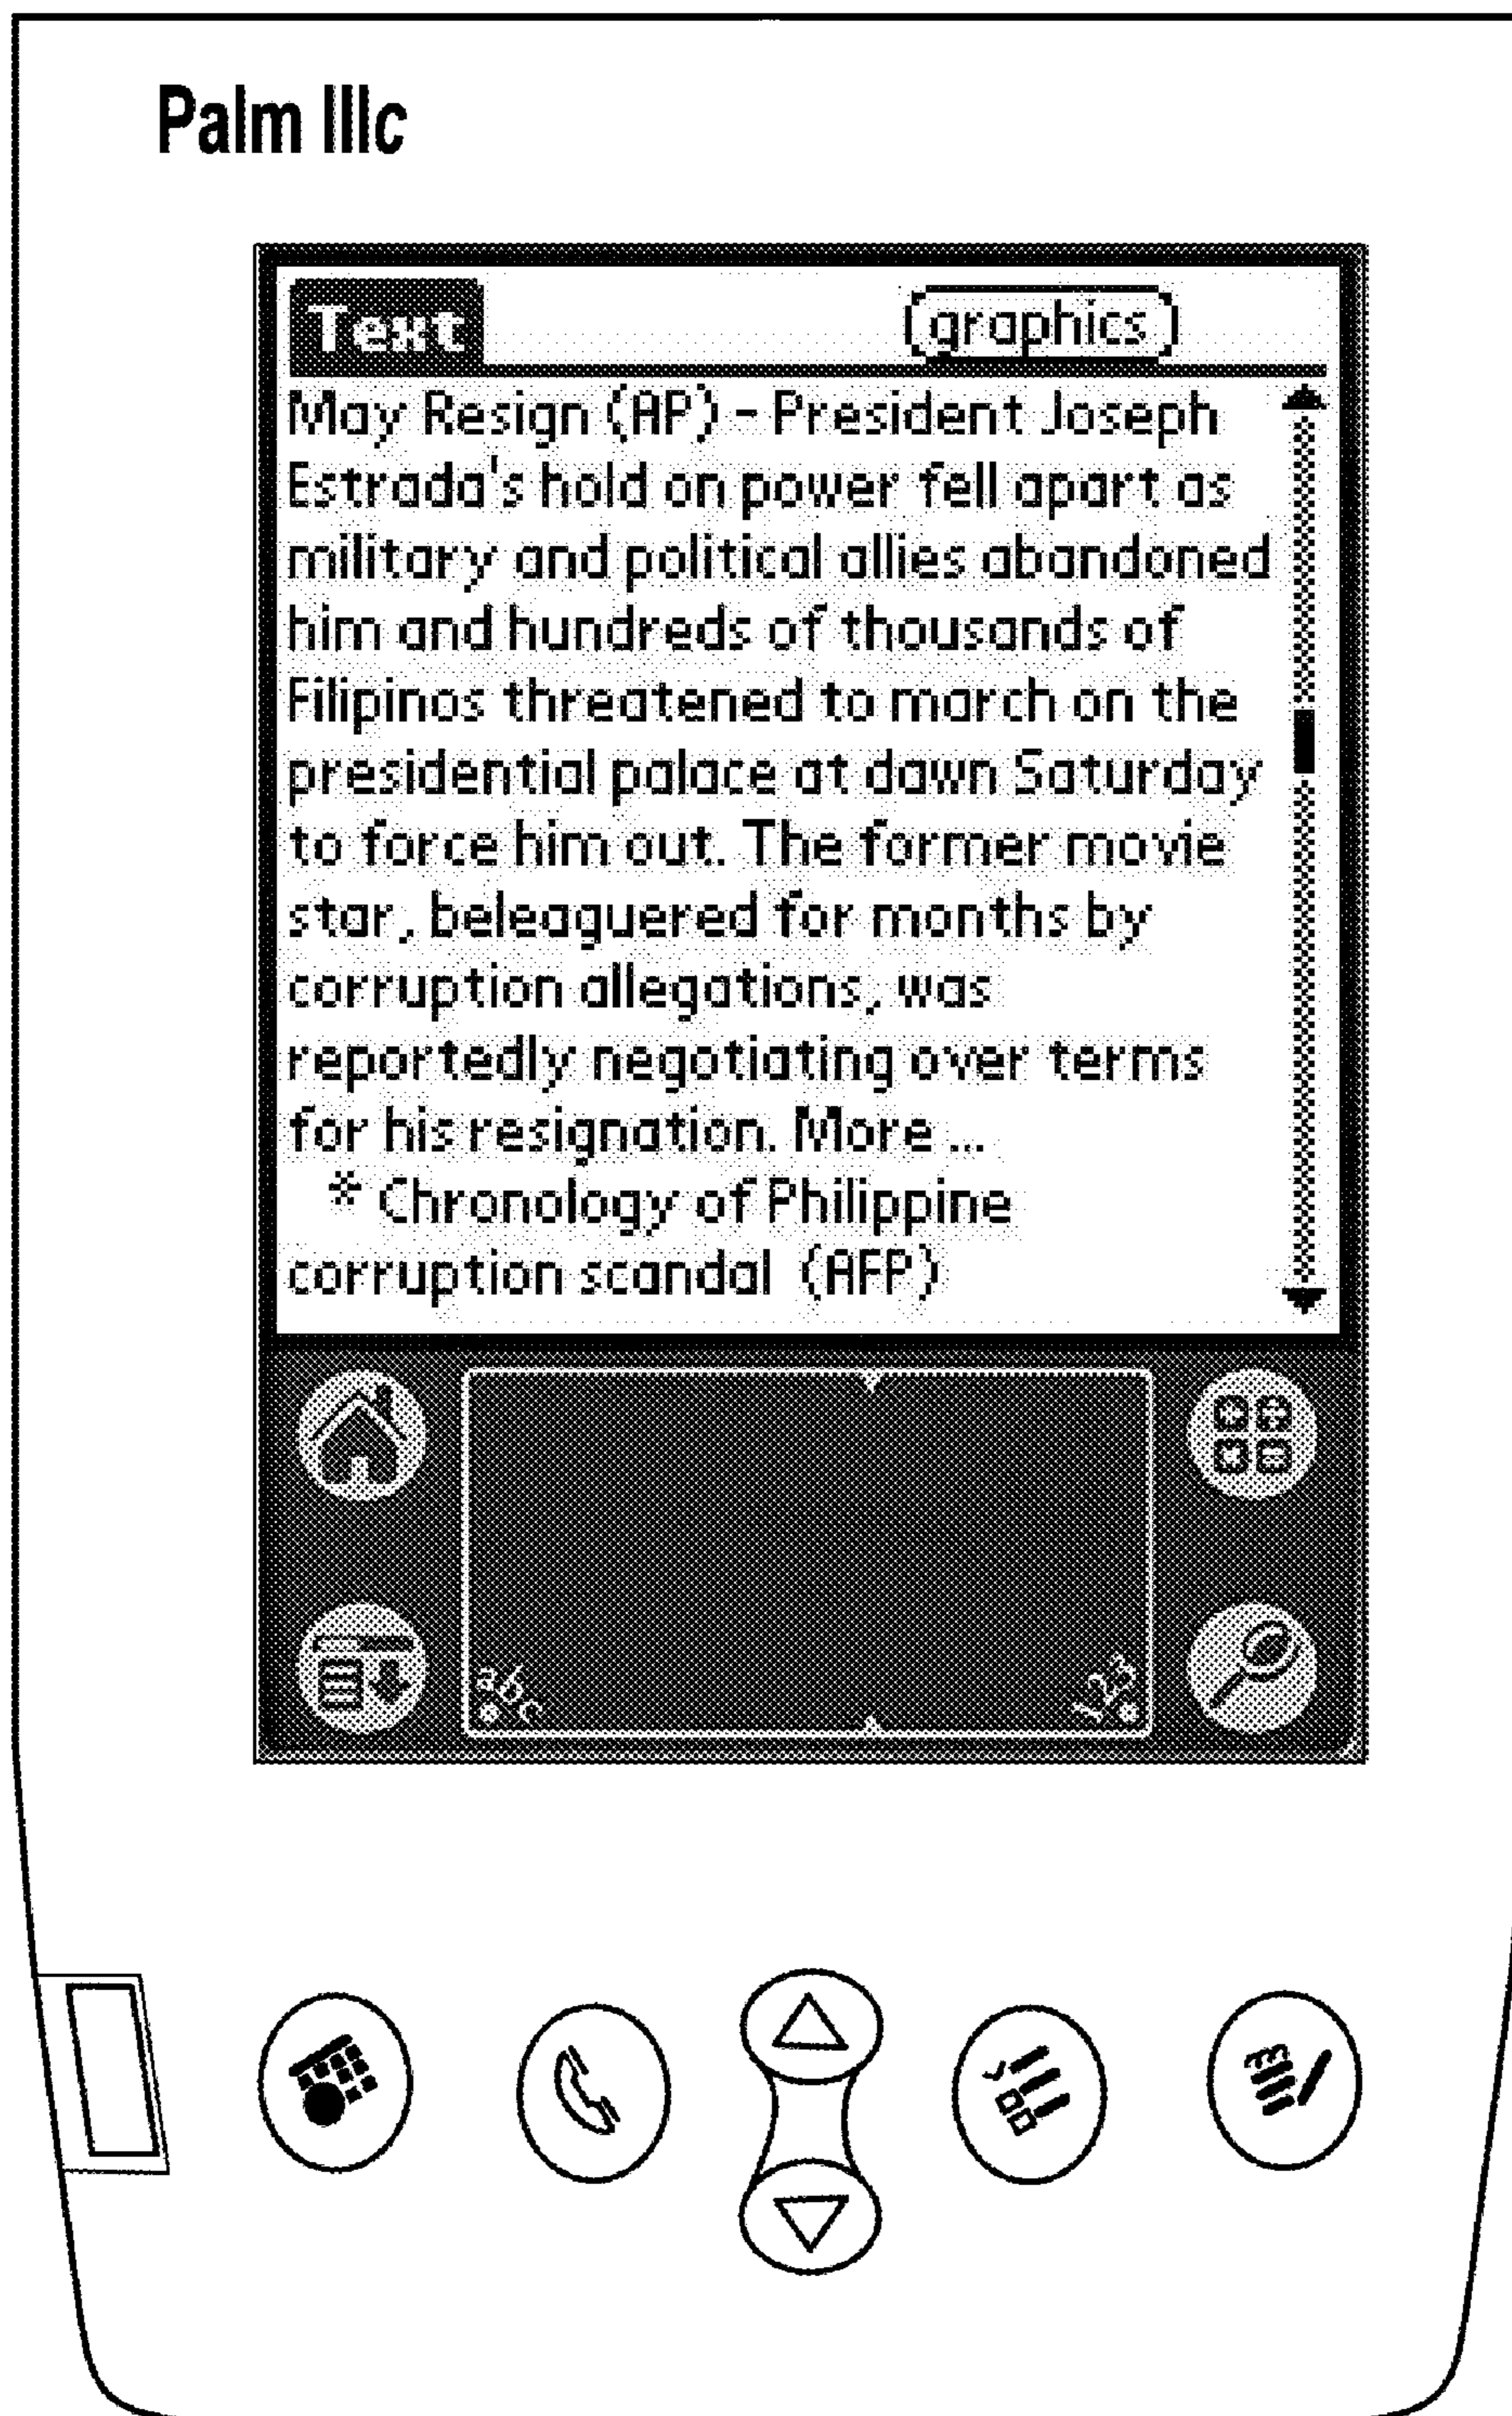 Palm IIIc
Text
graphics
May Resign (AP) - President Joseph
Estrada's hold on power fell apart as
military and political allies abandoned
him and hundreds of thousands of
Filipinos threatened to march on the
presidential palace at dawn Saturday
to force him out. The former movie
star, beleaguered for months by
corruption allegations, was
reportedly negotiating over terms
for his resignation. More ...
* Chronology of Philippine
corruption scandal (AFP)
abc
123